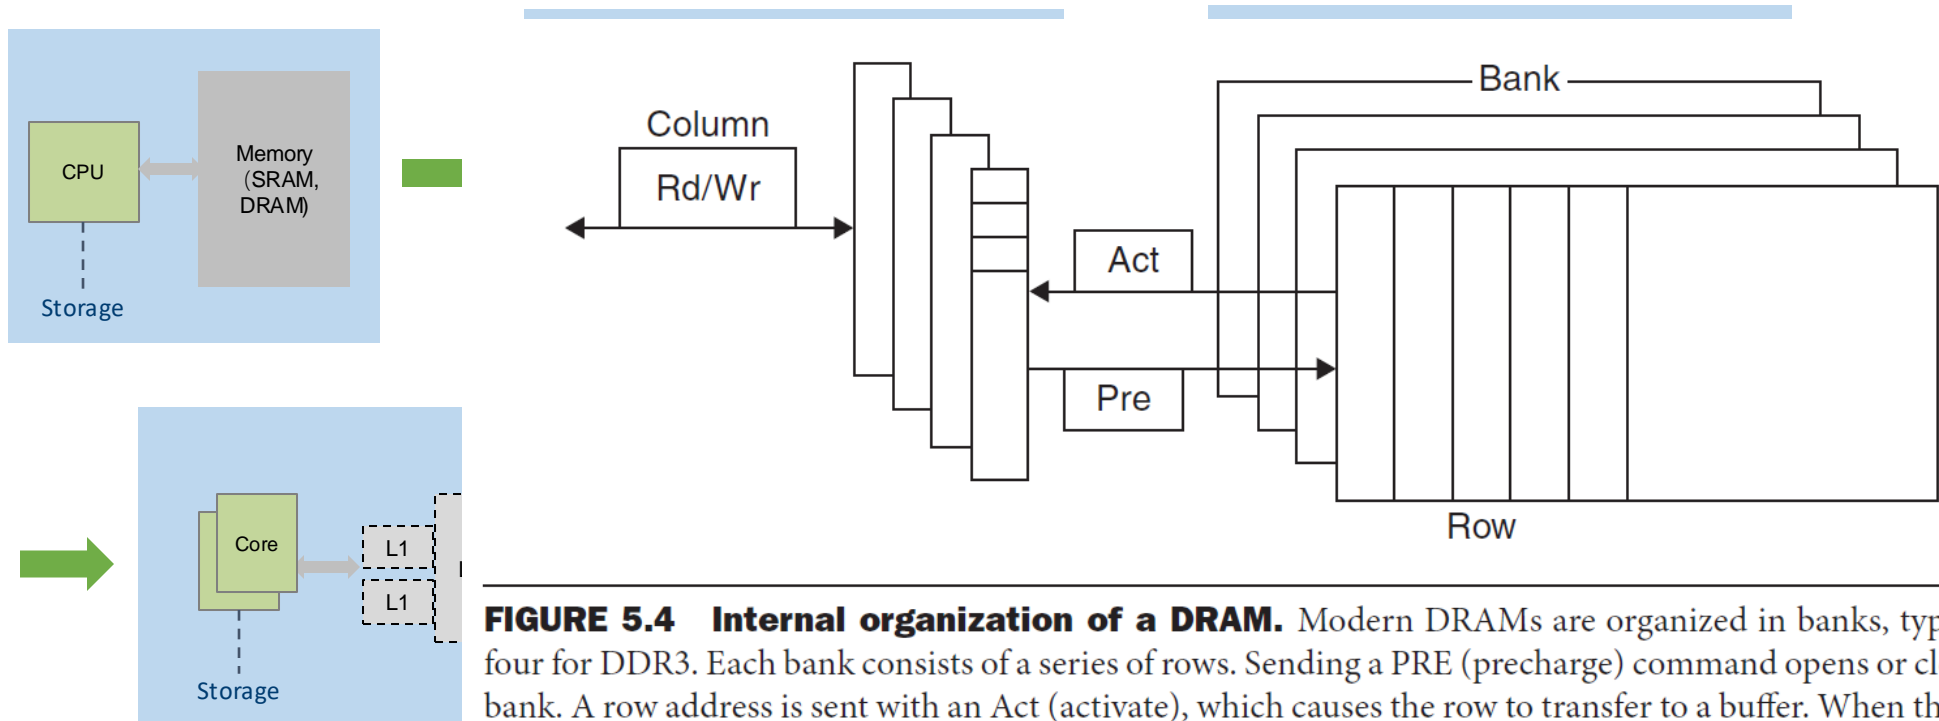 CPU
Memory
(SRAM,
DRAM)
Storage
Core
L1
L1
Storage
Column
Rd/Wr
Act
Pre
Bank
Row
FIGURE 5.4 Internal organization of a DRAM. Modern DRAMs are organized in banks,
four for DDR3. Each bank consists of a series of rows. Sending a PRE (precharge) command opens or
bank. A row address is sent with an Act (activate), which causes the row to transfer to a buffer. When